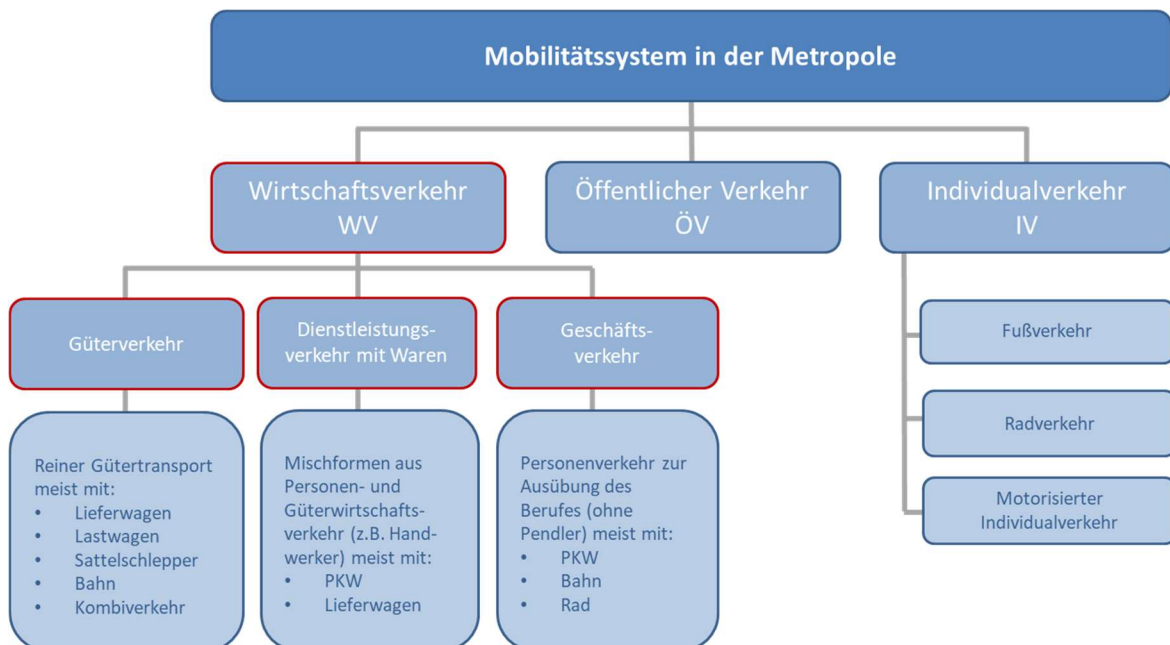 Mobilitätssystem in der Metropole
Wirtschaftsverkehr
WV
Öffentlicher Verkehr
ÖV
Individualverkehr
IV
Güterverkehr
Dienstleistungs-
verkehr mit Waren
Geschäfts-
verkehr
Fußverkehr
Radverkehr
Motorisierter
Individualverkehr
Reiner Gütertransport
meist mit:
• Lieferwagen
• Lastwagen
• Sattelschlepper
• Bahn
• Kombiverkehr
Mischformen aus
Personen- und
Güterwirtschafts-
verkehr (z.B. Hand-
werker) meist mit:
• PKW
• Lieferwagen
Personenverkehr zur
Ausübung des
Berufes (ohne
Pendler) meist mit:
• PKW
• Bahn
• Rad